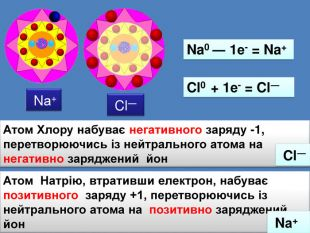 Na⁰ — 1e⁻ = Na⁺
Na⁺
Cl—
Cl⁰ + 1e⁻ = Cl—
Атом Хлору набуває негативного заряду -1,
перетворюючись із нейтрального атома на
негативно заряджений йон
Cl—
Атом Натрію, втративши електрон, набуває
позитивного заряду +1, перетворюючись із
нейтрального атома на позитивно заряджений
йон
Na⁺